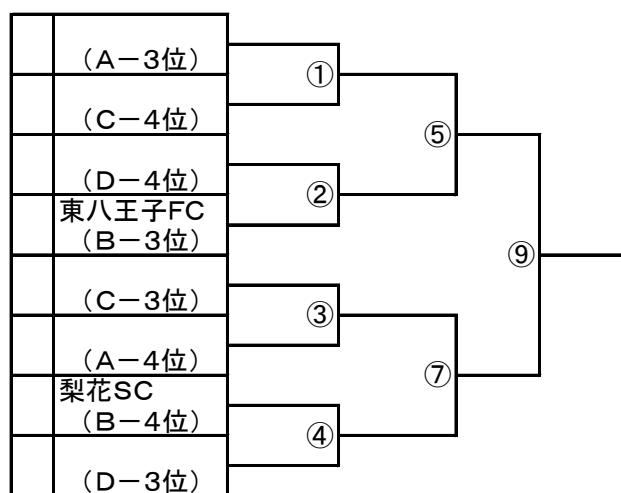 (A－3位)
①
(C－4位)
⑤
(D－4位)
②
東八王子FC
(B－3位)
⑨
(C－3位)
③
(A－4位)
⑦
梨花SC
(B－4位)
④
(D－3位)